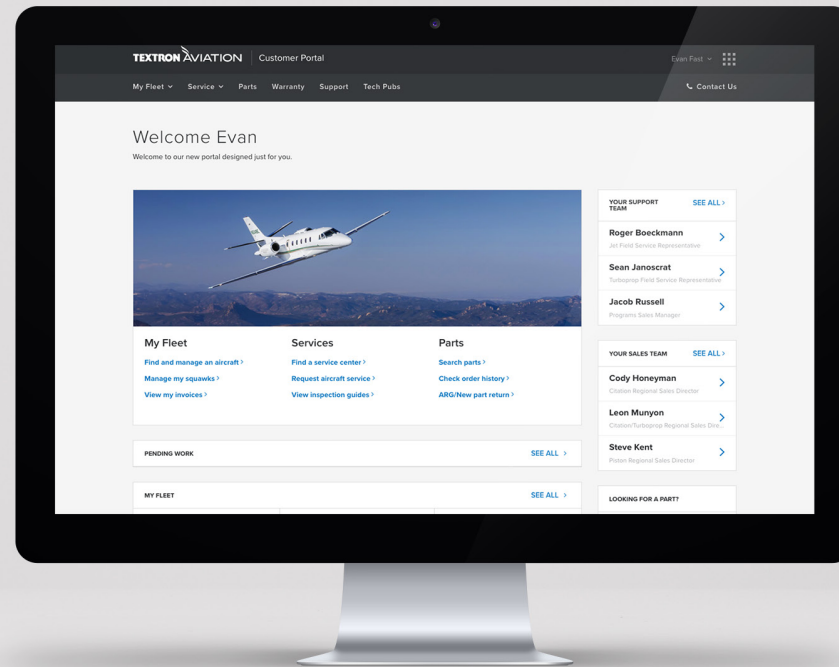 TEXTRON AVIATION Customer Portal
Evan Fast
My Fleet Service Parts Warranty Support Tech Pubs
Contact Us
Welcome Evan
Welcome to our new portal designed just for you.
My Fleet
Find and manage an aircraft >
Manage my squawks >
View my invoices >
Services
Find a service center >
Request aircraft service >
View inspection guides >
Parts
Search parts >
Check order history >
ARG/New part return >
PENDING WORK SEE ALL >
MY FLEET SEE ALL >
YOUR SUPPORT
TEAM
SEE ALL >
Roger Boeckmann
Jet Field Service Representative
Sean Janoscrat
Turboprop Field Service Representative
Jacob Russell
Programs Sales Manager
YOUR SALES TEAM SEE ALL >
Cody Honeyman
Citation Regional Sales Director
Leon Munyon
Citation/Turboprop Regional Sales Dire...
Steve Kent
Piston Regional Sales Director
LOOKING FOR A PART?